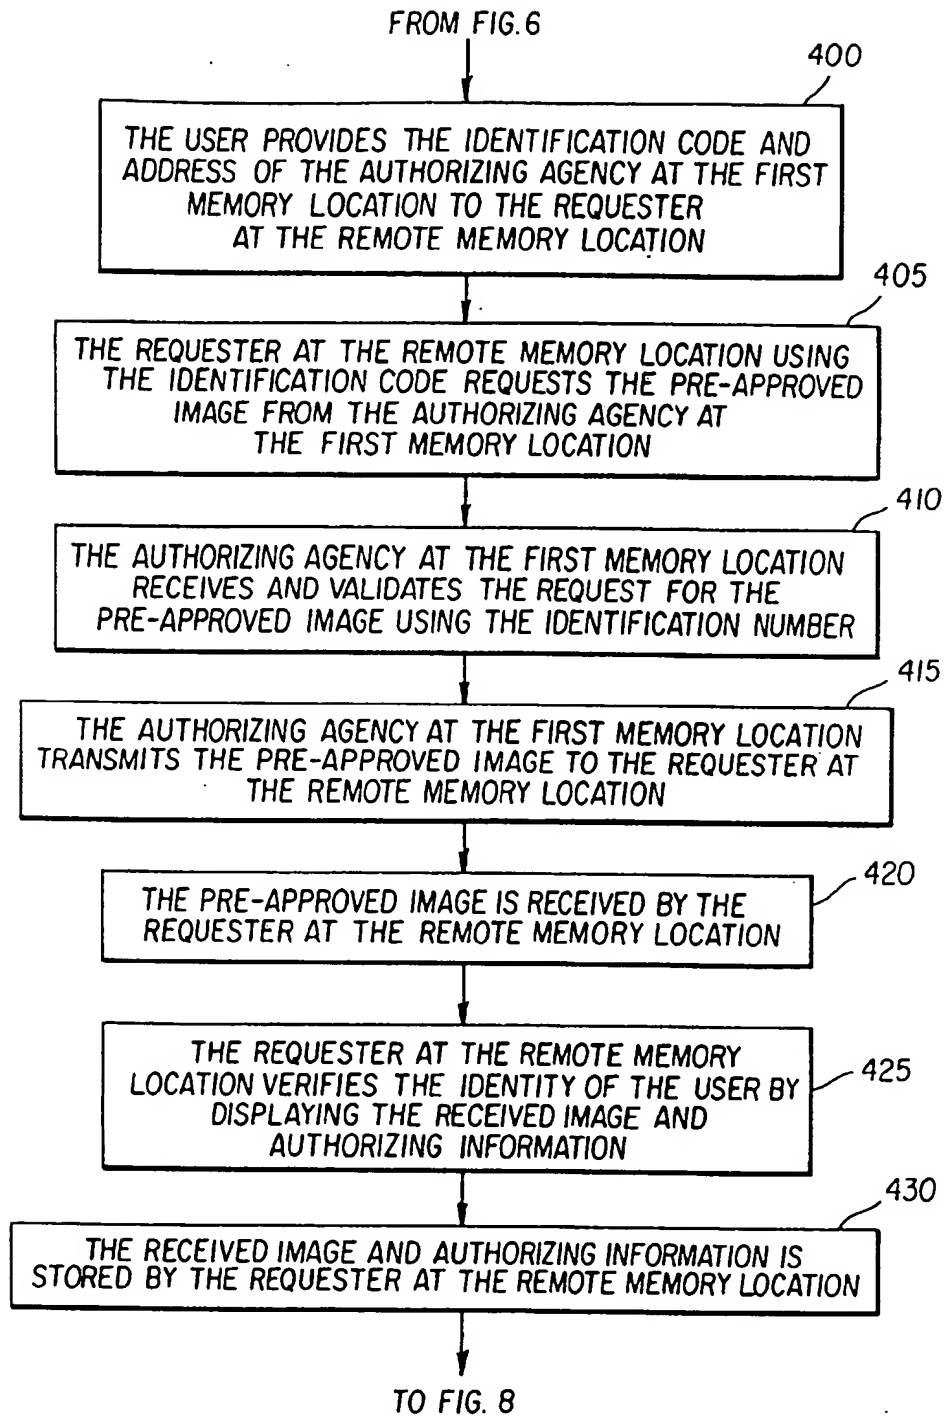 FROM FIG. 6
400
THE USER PROVIDES THE IDENTIFICATION CODE AND
ADDRESS OF THE AUTHORIZING AGENCY AT THE FIRST
MEMORY LOCATION TO THE REQUESTER
AT THE REMOTE MEMORY LOCATION
405
THE REQUESTER AT THE REMOTE MEMORY LOCATION USING
THE IDENTIFICATION CODE REQUESTS THE PRE-APPROVED
IMAGE FROM THE AUTHORIZING AGENCY AT
THE FIRST MEMORY LOCATION
410
THE AUTHORIZING AGENCY AT THE FIRST MEMORY LOCATION
RECEIVES AND VALIDATES THE REQUEST FOR THE
PRE-APPROVED IMAGE USING THE IDENTIFICATION NUMBER
415
THE AUTHORIZING AGENCY AT THE FIRST MEMORY LOCATION
TRANSMITS THE PRE-APPROVED IMAGE TO THE REQUESTER AT
THE REMOTE MEMORY LOCATION
420
THE PRE-APPROVED IMAGE IS RECEIVED BY THE
REQUESTER AT THE REMOTE MEMORY LOCATION
425
THE REQUESTER AT THE REMOTE MEMORY
LOCATION VERIFIES THE IDENTITY OF THE USER BY
DISPLAYING THE RECEIVED IMAGE AND
AUTHORIZING INFORMATION
430
THE RECEIVED IMAGE AND AUTHORIZING INFORMATION IS
STORED BY THE REQUESTER AT THE REMOTE MEMORY LOCATION
TO FIG. 8